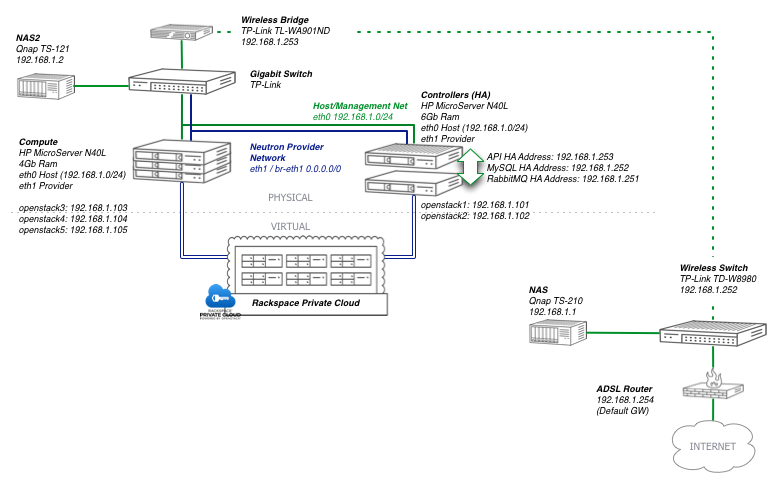 Wireless Bridge
TP-Link TL-WA901ND
192.168.1.253
NAS2
Qnap TS-121
192.168.1.2
Gigabit Switch
TP-Link
Host/Management Net
eth0 192.168.1.0/24
Controllers (HA)
HP MicroServer N40L
6Gb Ram
eth0 Host (192.168.1.0/24)
eth1 Provider
Compute
HP MicroServer N40L
4Gb Ram
eth0 Host (192.168.1.0/24)
eth1 Provider
Neutron Provider
Network
eth1 / br-eth1 0.0.0.0/0
API HA Address: 192.168.1.253
MySQL HA Address: 192.168.1.252
RabbitMQ HA Address: 192.168.1.251
PHYSICAL
openstack3: 192.168.1.103
openstack4: 192.168.1.104
openstack5: 192.168.1.105
openstack1: 192.168.1.101
openstack2: 192.168.1.102
VIRTUAL
Rackspace Private Cloud
RACKSPACE
PRIVATE CLOUD
POWERED BY OPENSTACK
Wireless Switch
TP-Link TD-W8980
192.168.1.252
NAS
Qnap TS-210
192.168.1.1
ADSL Router
192.168.1.254
(Default GW)
INTERNET